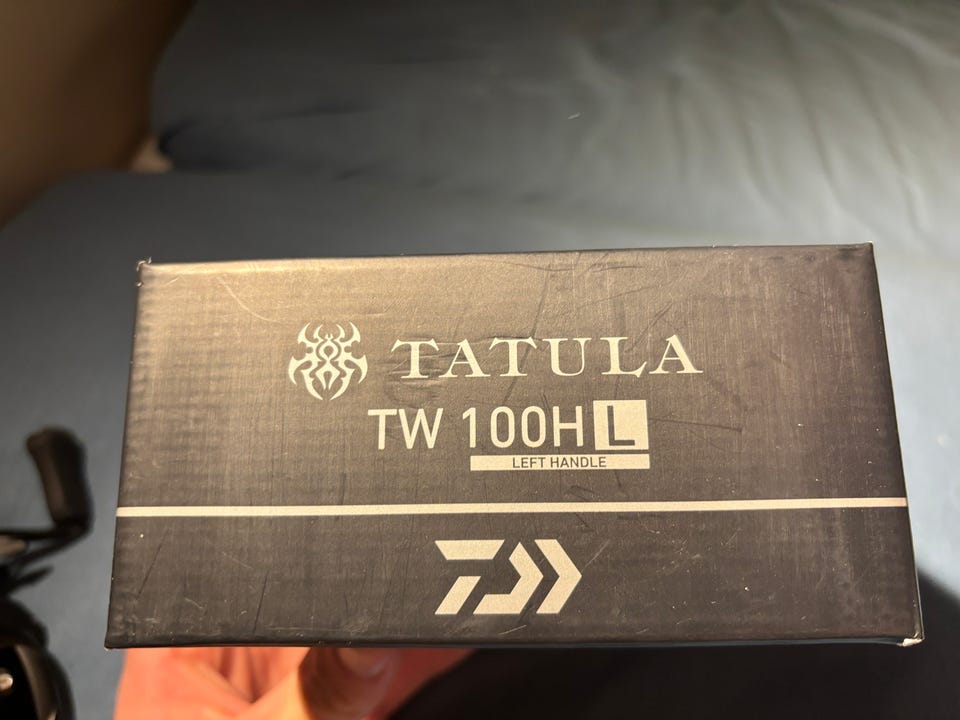 TATULA
TW 100H L
LEFT HANDLE